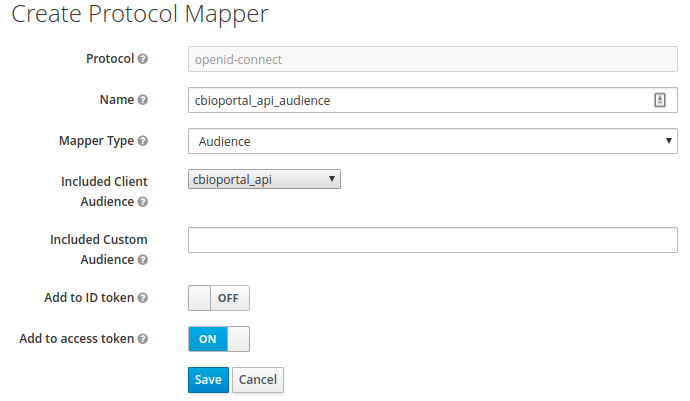 Create Protocol Mapper
Protocol
openid-connect
Name
cbioportal_api_audience
Mapper Type
Audience
Included Client
Audience
cbioportal_api
Included Custom
Audience
Add to ID token
OFF
Add to access token
ON
Save
Cancel